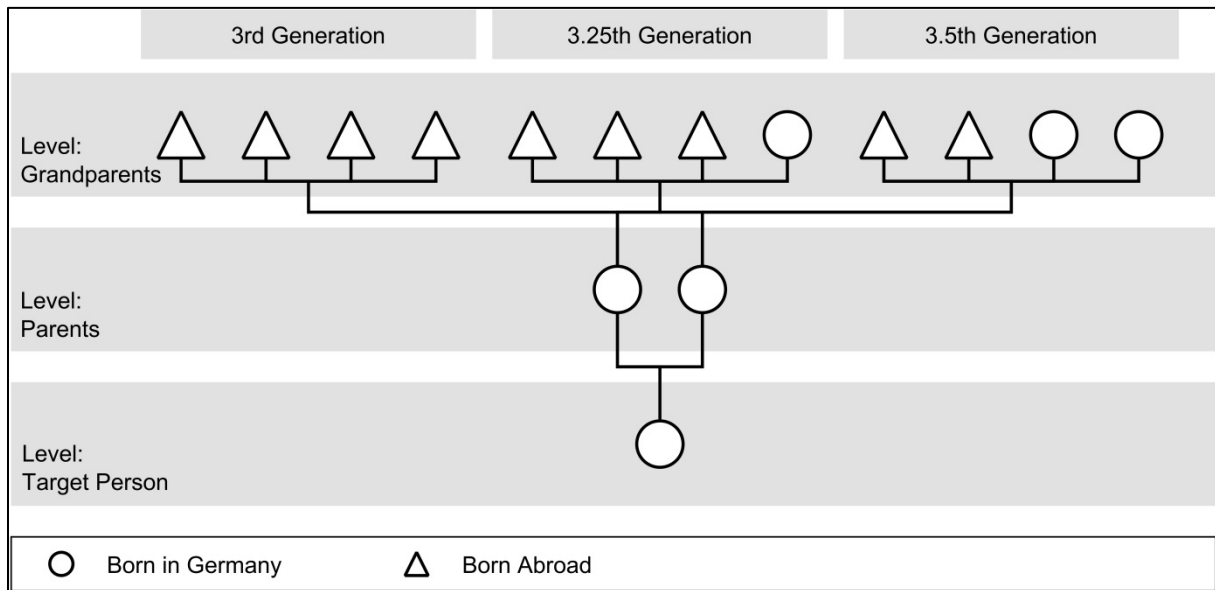 3rd Generation
3.25th Generation
3.5th Generation
Level:
Grandparents
Level:
Parents
Level:
Target Person
Born in Germany
Born Abroad